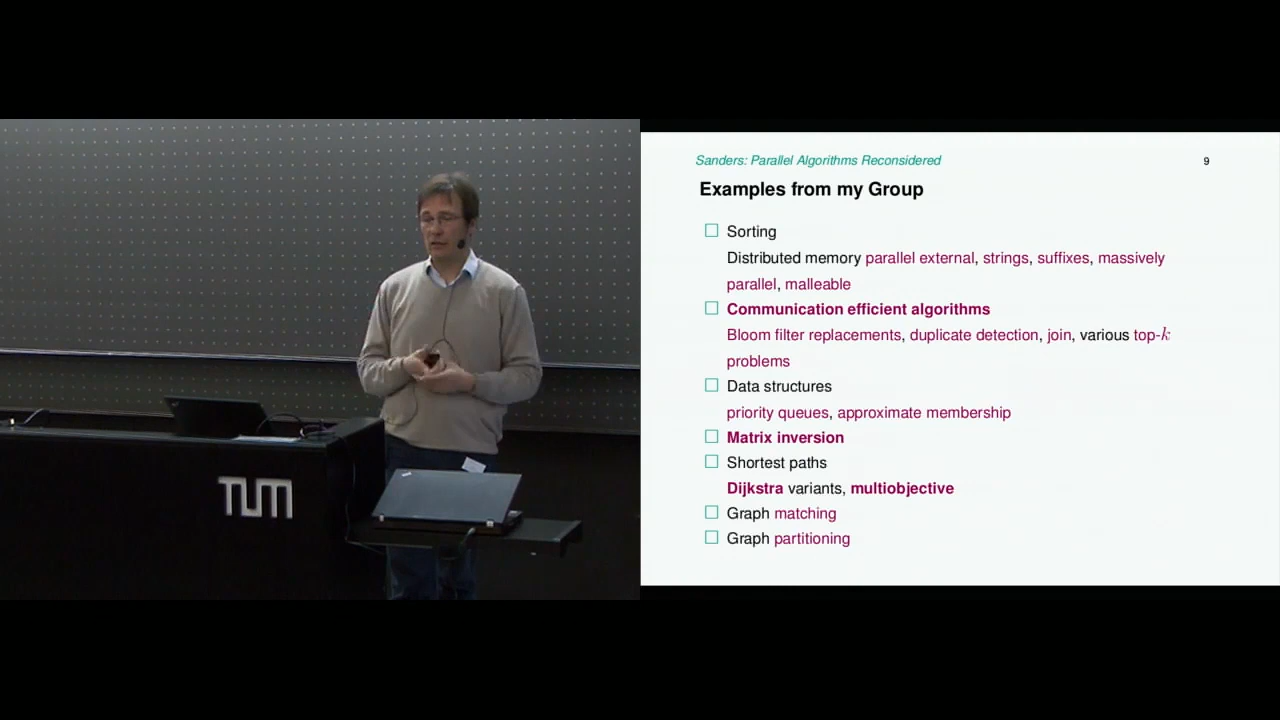 TUM
Sanders: Parallel Algorithms Reconsidered 9
Examples from my Group
Sorting
Distributed memory parallel external, strings, suffixes, massively
parallel, malleable
Communication efficient algorithms
Bloom filter replacements, duplicate detection, join, various top-k
problems
Data structures
priority queues, approximate membership
Matrix inversion
Shortest paths
Dijkstra variants, multiobjective
Graph matching
Graph partitioning